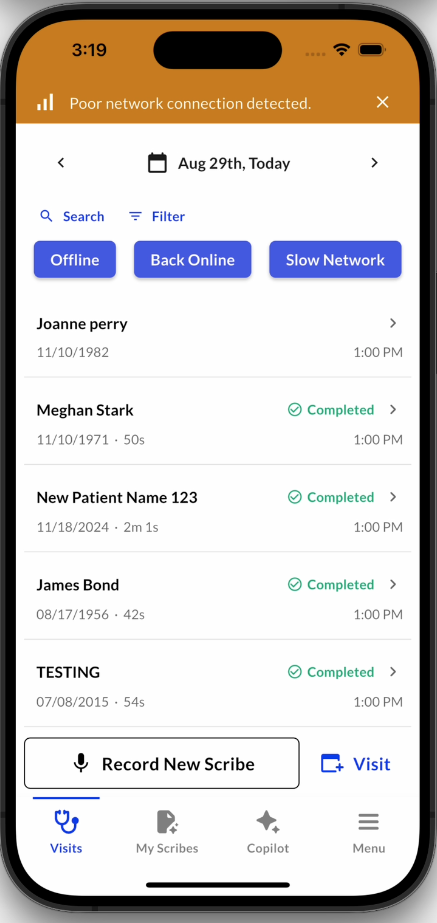 3:19
Poor network connection detected.
Aug 29th, Today
Search Filter
Offline Back Online Slow Network
Joanne perry
11/10/1982 1:00 PM
Meghan Stark Completed
11/10/1971 · 50s 1:00 PM
New Patient Name 123 Completed
11/18/2024 · 2m 1s 1:00 PM
James Bond Completed
08/17/1956 · 42s 1:00 PM
TESTING Completed
07/08/2015 · 54s 1:00 PM
Record New Scribe Visit
Visits My Scribes Copilot Menu